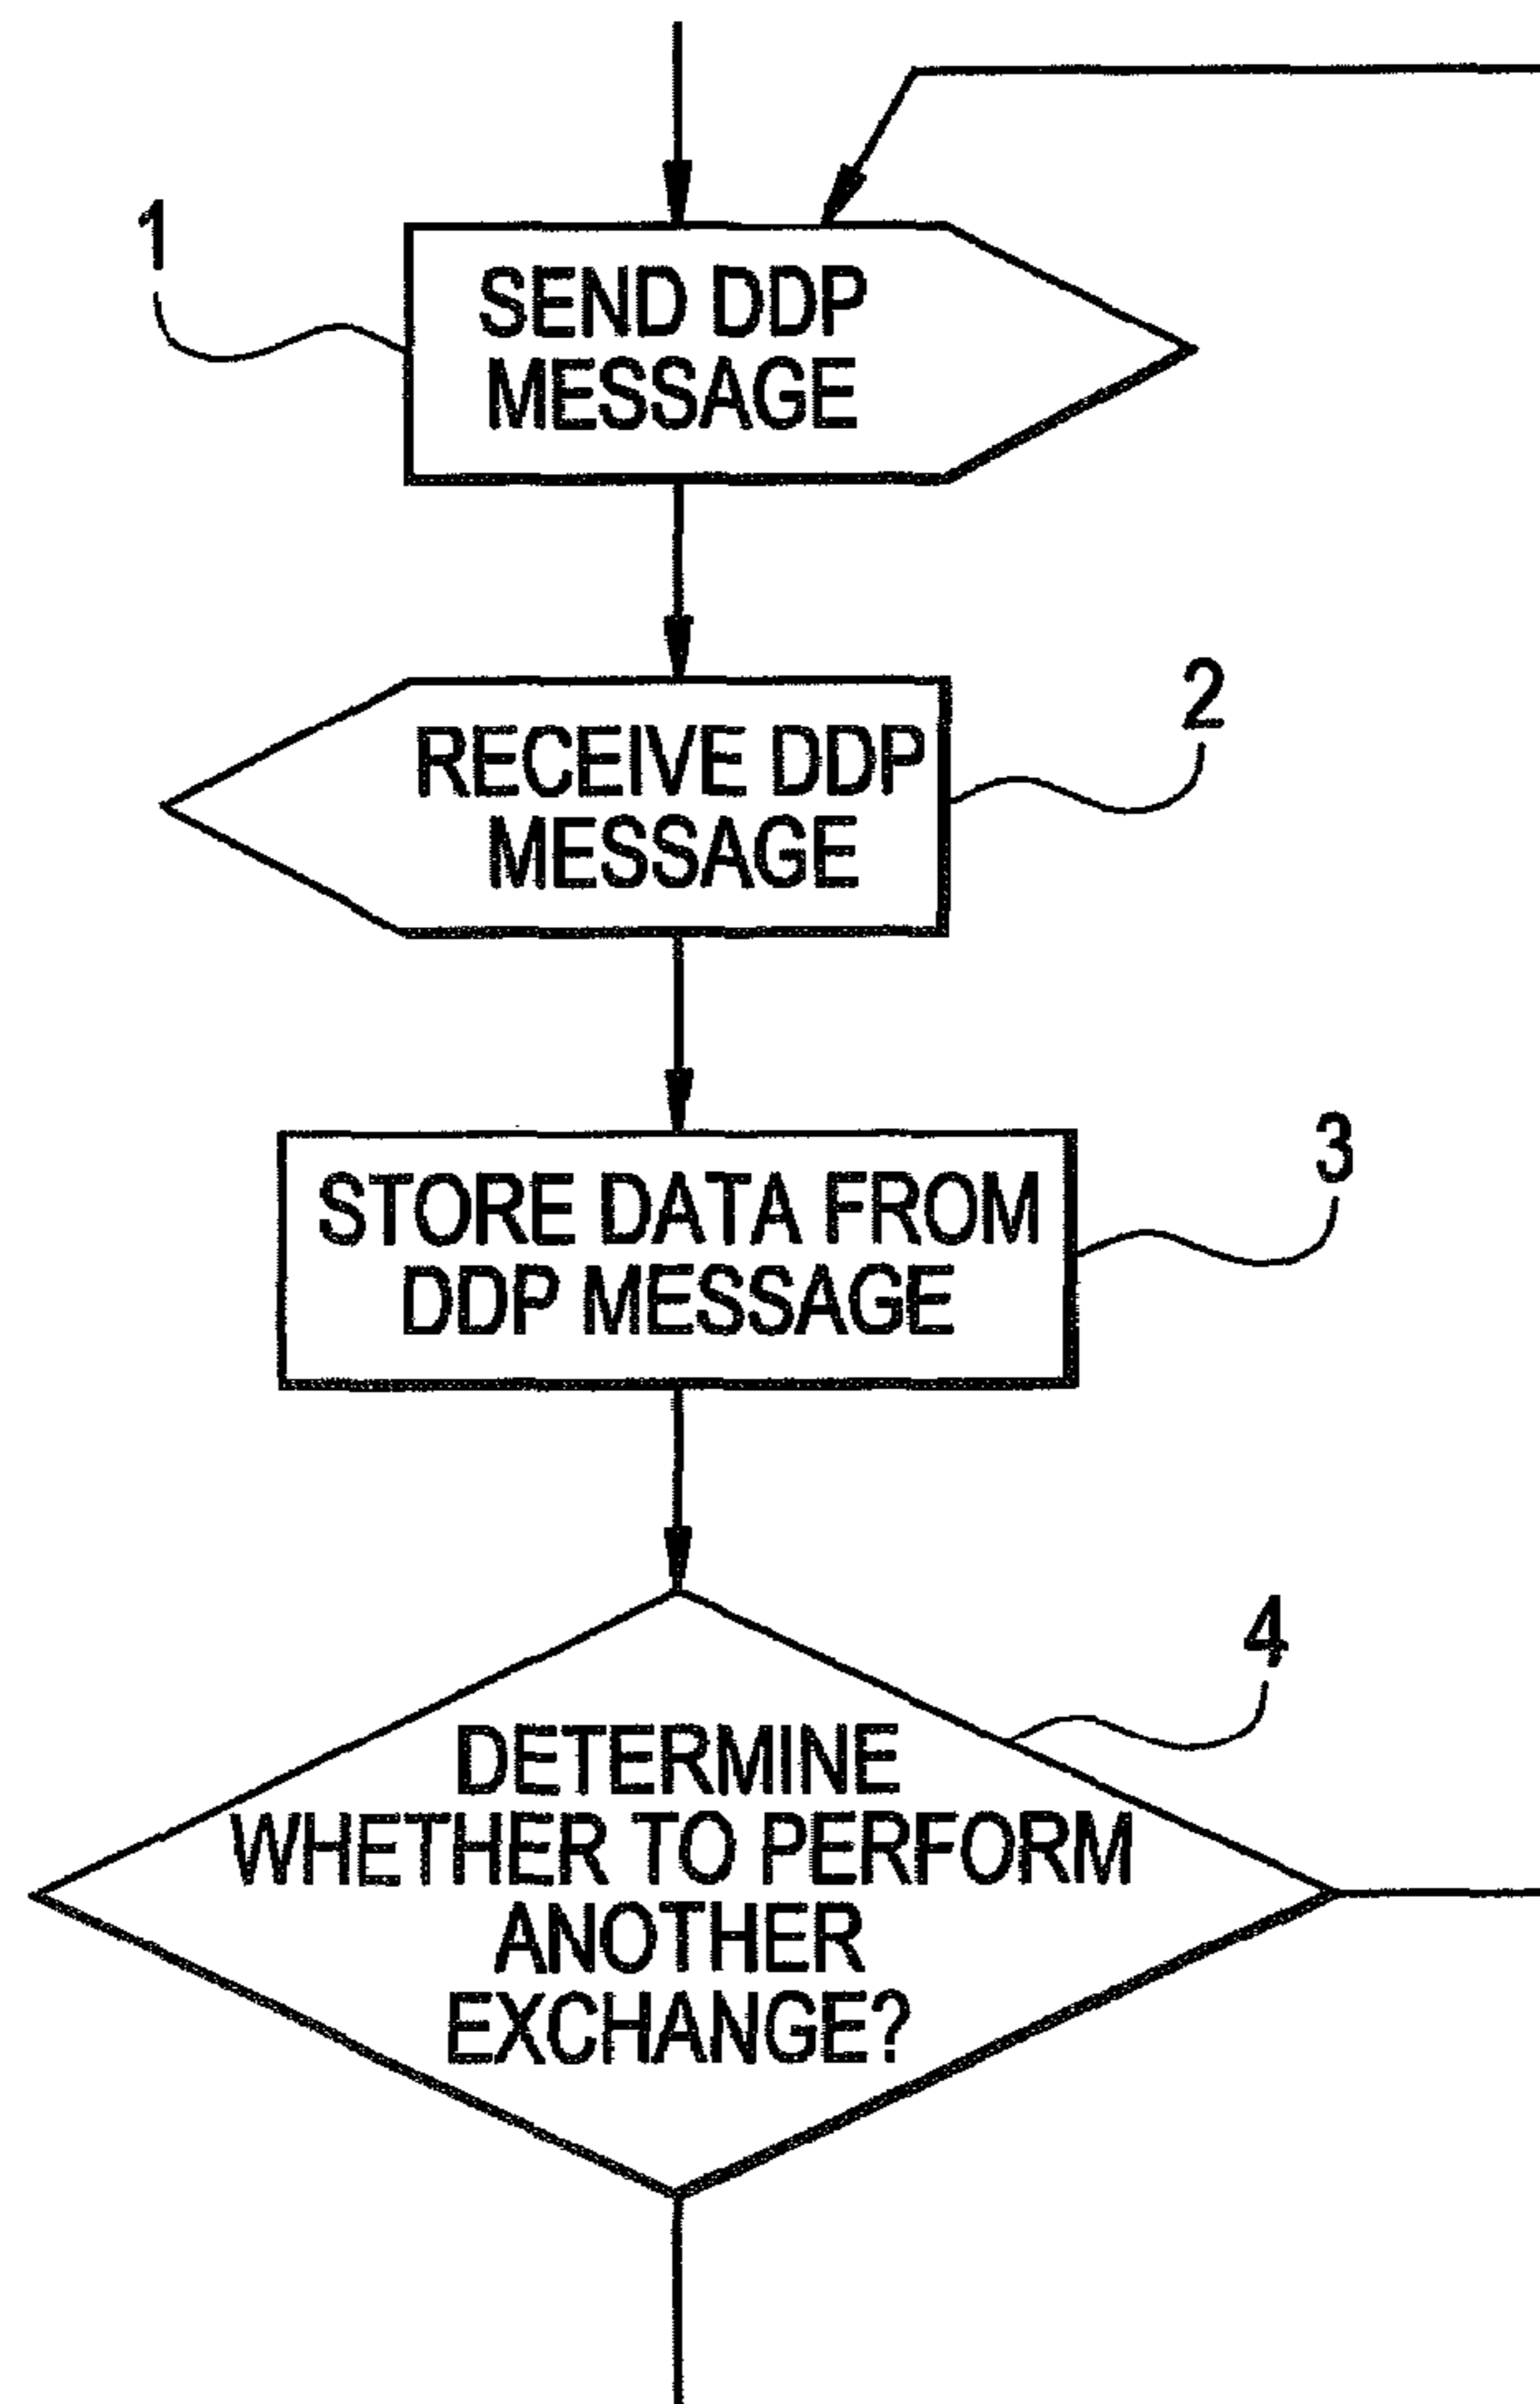 1
SEND DDP
MESSAGE
2
RECEIVE DDP
MESSAGE
3
STORE DATA FROM
DDP MESSAGE
4
DETERMINE
WHETHER TO PERFORM
ANOTHER
EXCHANGE?